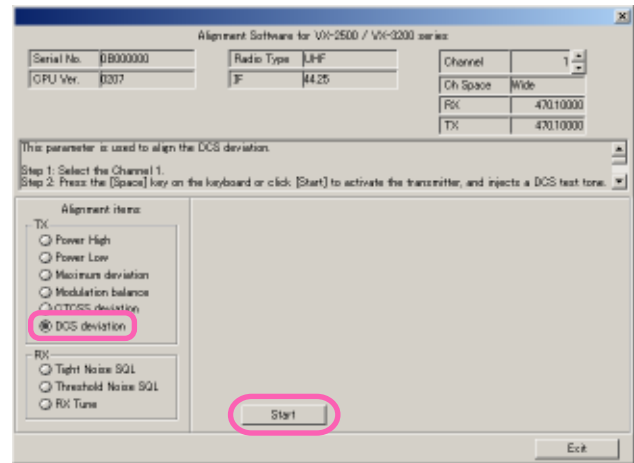 Alignment Software for VX-2500 / VX-3200 series
Serial No. 0B000000 Radio Type UHF Channel 1
CPU Ver. 0207 IF 44.25 Ch Space Wide
RX 470.10000
TX 470.10000
This parameter is used to align the DCS deviation.
Step 1: Select the Channel 1.
Step 2: Press the [Space] key on the keyboard or click [Start] to activate the transmitter, and injects a DCS test tone.
Alignment items
TX
Power High
Power Low
Maximum deviation
Modulation balance
CTCSS deviation
DCS deviation
RX
Tight Noise SQL
Threshold Noise SQL
RX Tune
Start
Exit